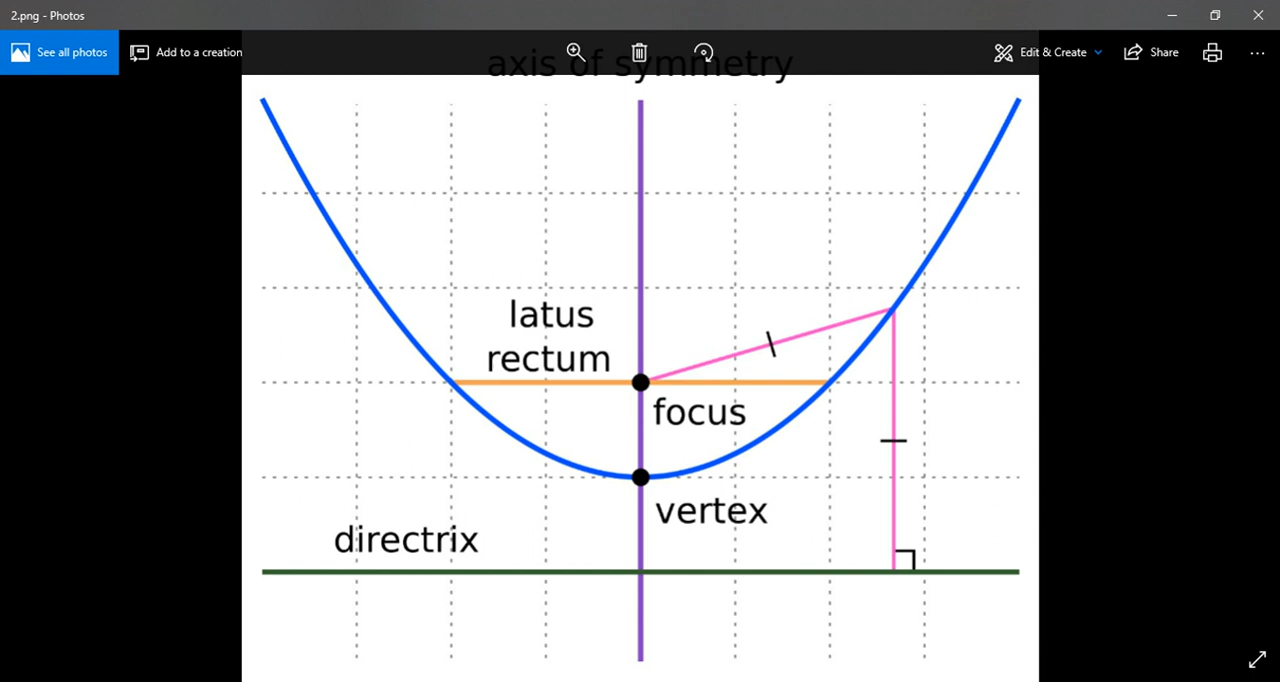 2.png - Photos
See all photos
Add to a creation
Edit & Create
Share
axis of symmetry
latus
rectum
focus
vertex
directrix